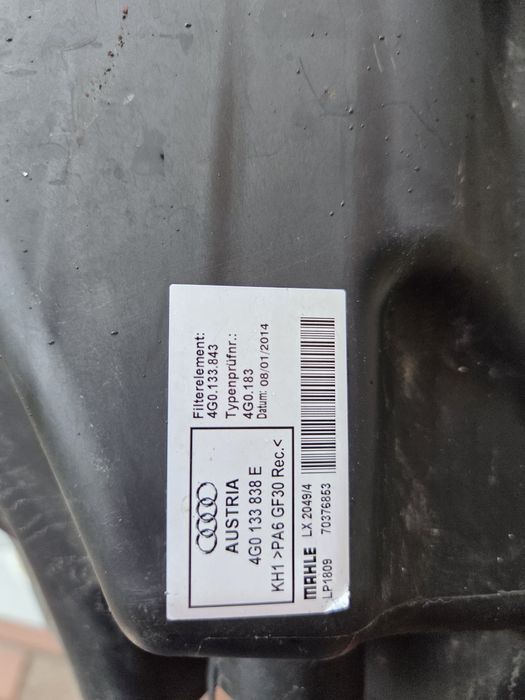 Filterelement:
4G0.133.843
Typenprüfnr.:
4G0.183
Datum: 08/01/2014
AUSTRIA
4G0 133 838 E
KH1 >PA6 GF30 Rec.<
MAHLE LX 2049/4
LP1809 70376853